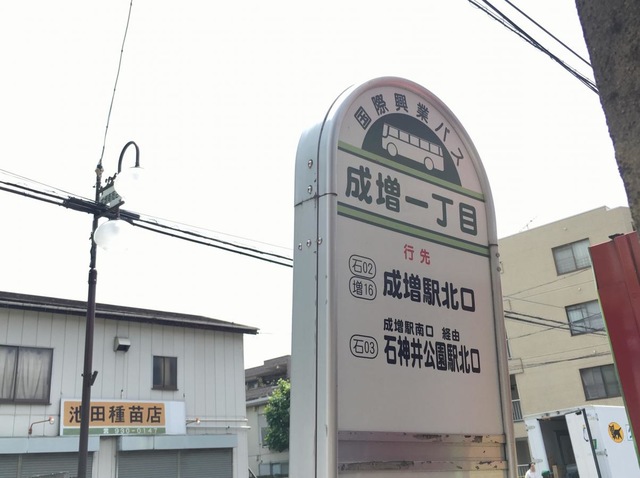 国際興業バス
成増一丁目
行先
石02
増16
成増駅北口
成増駅南口 経由
石03
石神井公園駅北口
池田種苗店
☎ 930-0147